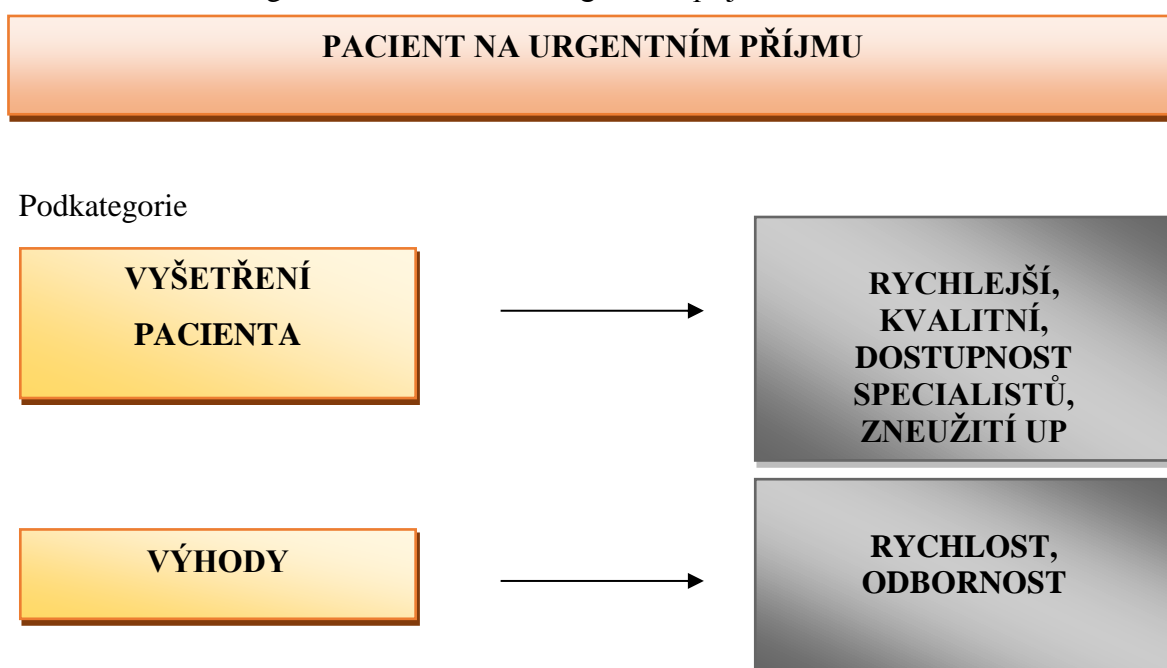 PACIENT NA URGENTNÍM PŘÍJMU
Podkategorie
VYŠETŘENÍ
PACIENTA
RYCHLEJŠÍ,
KVALITNÍ,
DOSTUPNOST
SPECIALISTŮ,
ZNEUŽITÍ UP
VÝHODY
RYCHLOST,
ODBORNOST